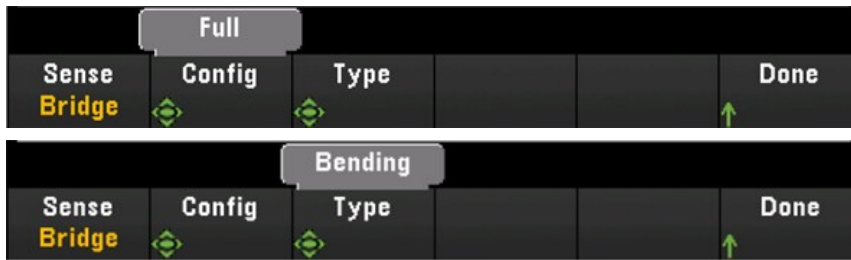 Full
Sense Config Type Done
Bridge
Bending
Sense Config Type Done
Bridge